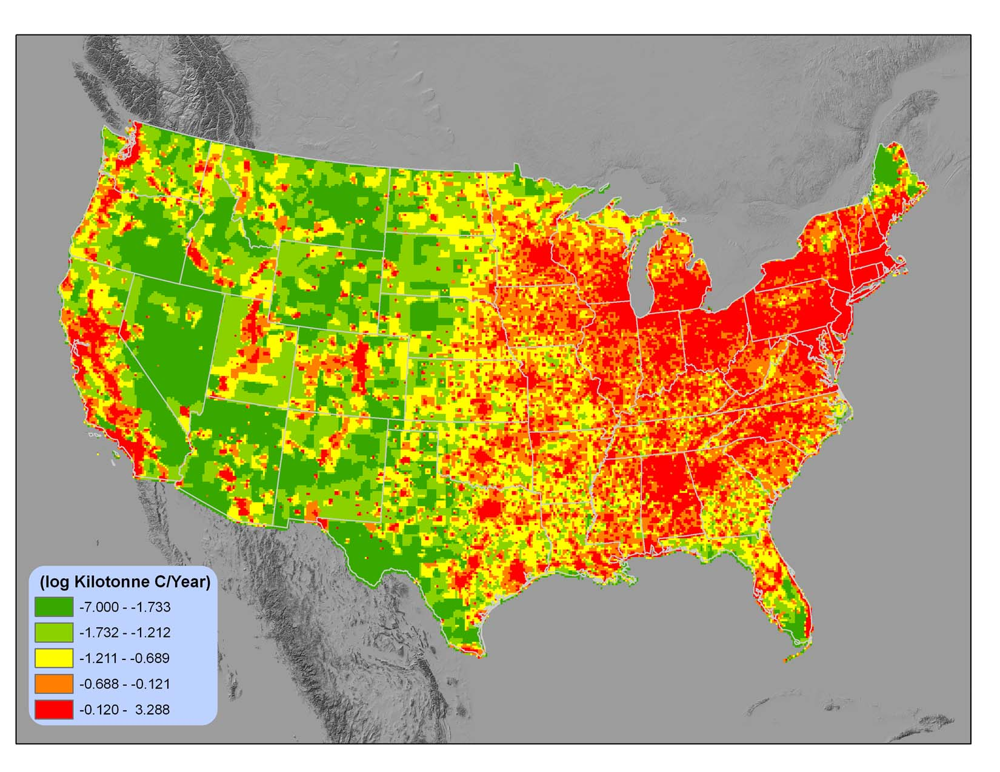 (log Kilotonne C/Year)
-7.000 - -1.733
-1.732 - -1.212
-1.211 - -0.689
-0.688 - -0.121
-0.120 - 3.288